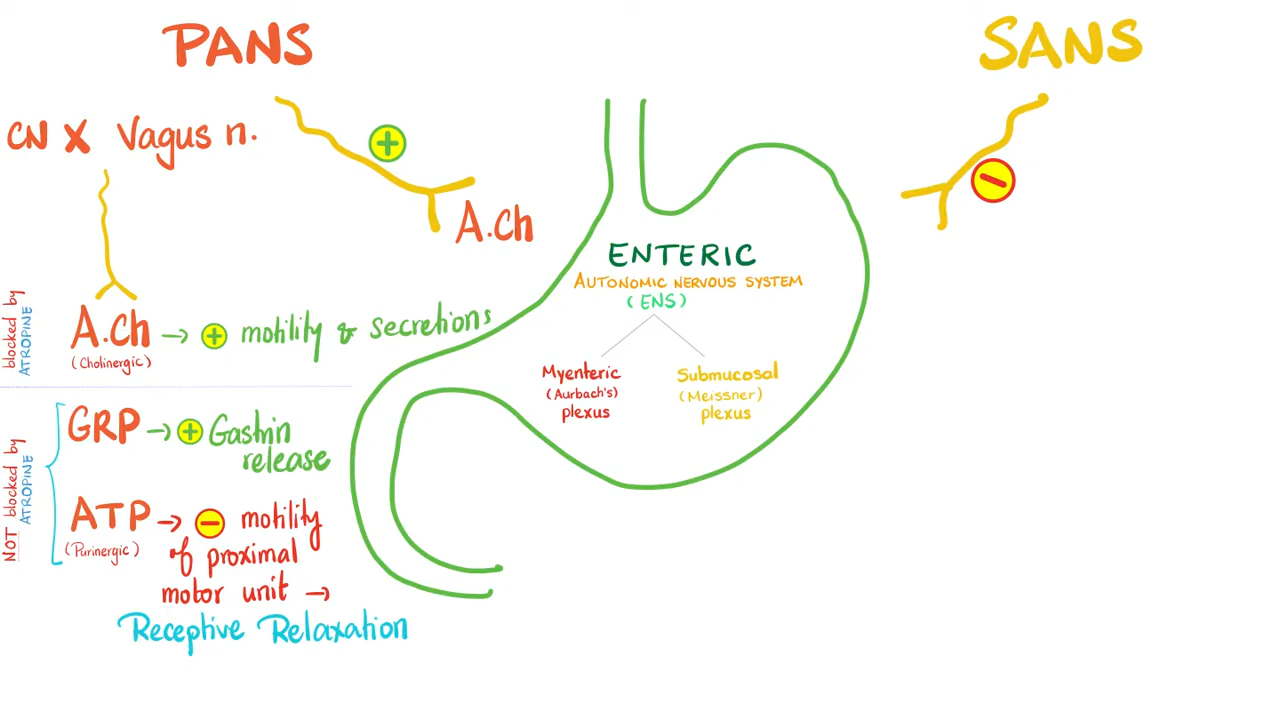 PANS
SANS
CN X Vagus n.
A.ch
A.ch → + motility & secretions
(Cholinergic)
blocked by
ATROPINE
GRP → + Gastrin
release
ATP → − motility
(Purinergic)
of proximal
motor unit →
Receptive Relaxation
NOT blocked by
ATROPINE
ENTERIC
AUTONOMIC NERVOUS SYSTEM
(ENS)
Myenteric
(Aurbach's)
plexus
Submucosal
(Meissner)
plexus